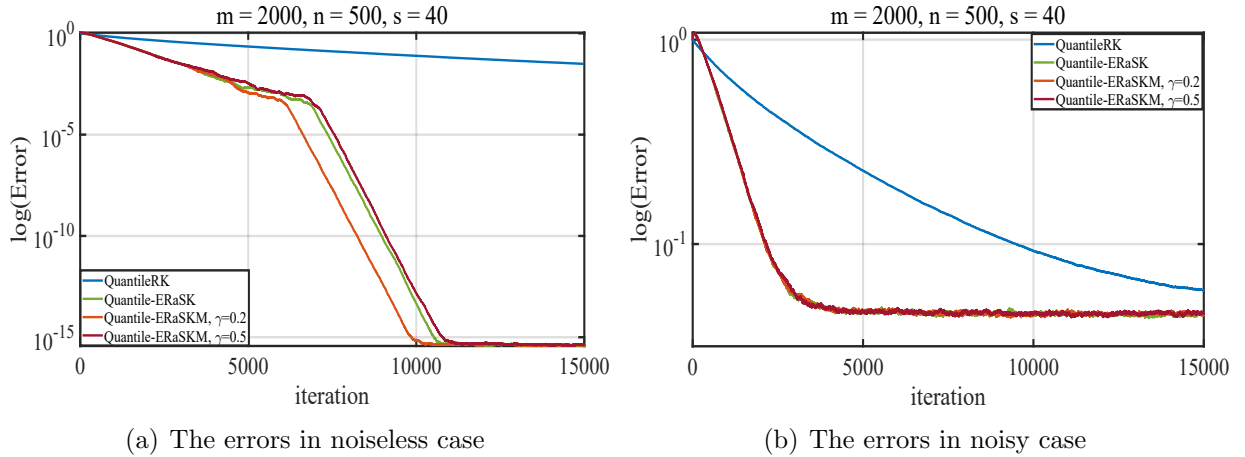 m = 2000, n = 500, s = 40
10^0
10^-5
10^-10
10^-15
log(Error)
QuantileRK
Quantile-ERaSK
Quantile-ERaSKM, γ=0.2
Quantile-ERaSKM, γ=0.5
0
5000
10000
15000
iteration
(a) The errors in noiseless case
m = 2000, n = 500, s = 40
10^0
10^-1
log(Error)
QuantileRK
Quantile-ERaSK
Quantile-ERaSKM, γ=0.2
Quantile-ERaSKM, γ=0.5
0
5000
10000
15000
iteration
(b) The errors in noisy case